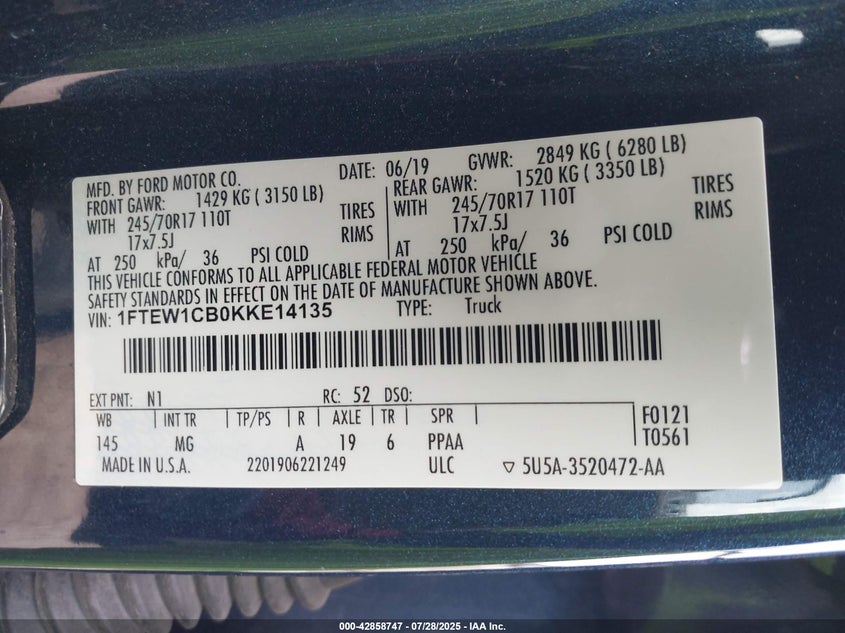 MFD. BY FORD MOTOR CO. DATE: 06/19 GVWR: 2849 KG ( 6280 LB)
FRONT GAWR: 1429 KG ( 3150 LB) REAR GAWR: 1520 KG ( 3350 LB)
WITH 245/70R17 110T TIRES WITH 245/70R17 110T TIRES
17x7.5J RIMS 17x7.5J RIMS
AT 250 kPa/ 36 PSI COLD AT 250 kPa/ 36 PSI COLD
THIS VEHICLE CONFORMS TO ALL APPLICABLE FEDERAL MOTOR VEHICLE
SAFETY STANDARDS IN EFFECT ON THE DATE OF MANUFACTURE SHOWN ABOVE.
VIN: 1FTEW1CB0KKE14135 TYPE: Truck
EXT PNT: N1 RC: 52 DSO:
WB INT TR TP/PS R AXLE TR SPR F0121
145 MG A 19 6 PPAA T0561
MADE IN U.S.A. 2201906221249 ULC ▽ 5U5A-3520472-AA
000-42858747 - 07/28/2025 - IAA Inc.